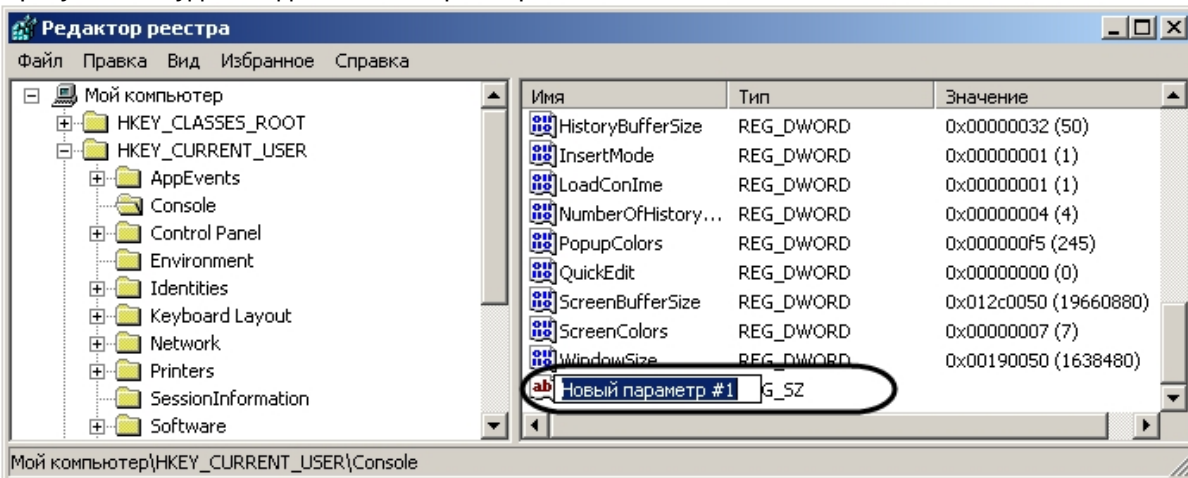 Редактор реестра
Файл Правка Вид Избранное Справка
Мой компьютер
HKEY_CLASSES_ROOT
HKEY_CURRENT_USER
AppEvents
Console
Control Panel
Environment
Identities
Keyboard Layout
Network
Printers
SessionInformation
Software
Имя Тип Значение
HistoryBufferSize REG_DWORD 0x00000032 (50)
InsertMode REG_DWORD 0x00000001 (1)
LoadConIme REG_DWORD 0x00000001 (1)
NumberOfHistory... REG_DWORD 0x00000004 (4)
PopupColors REG_DWORD 0x000000f5 (245)
QuickEdit REG_DWORD 0x00000000 (0)
ScreenBufferSize REG_DWORD 0x012c0050 (19660880)
ScreenColors REG_DWORD 0x00000007 (7)
WindowSize REG_DWORD 0x00190050 (1638480)
Новый параметр #1 G_SZ
Мой компьютер\HKEY_CURRENT_USER\Console